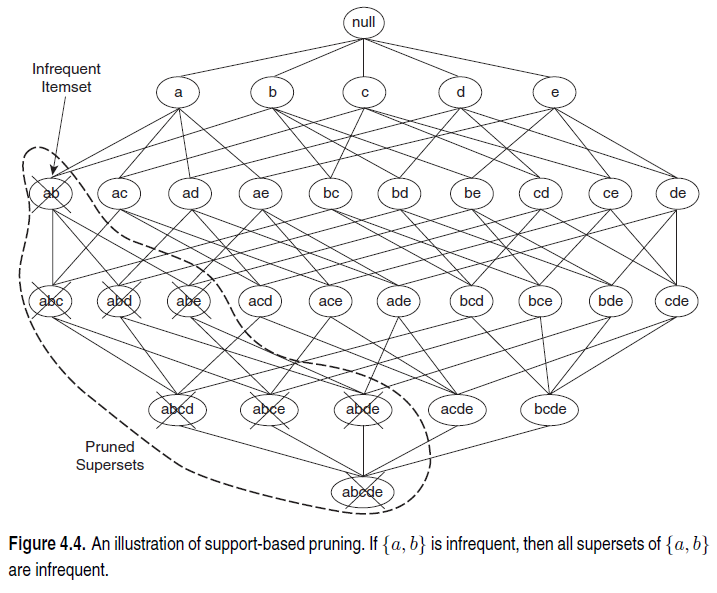 null
Infrequent
Itemset
a b c d e
ab ac ad ae bc bd be cd ce de
abc abd abe acd ace ade bcd bce bde cde
abcd abce abde acde bcde
Pruned
Supersets
abcde
Figure 4.4. An illustration of support-based pruning. If {a, b} is infrequent, then all supersets of {a, b}
are infrequent.